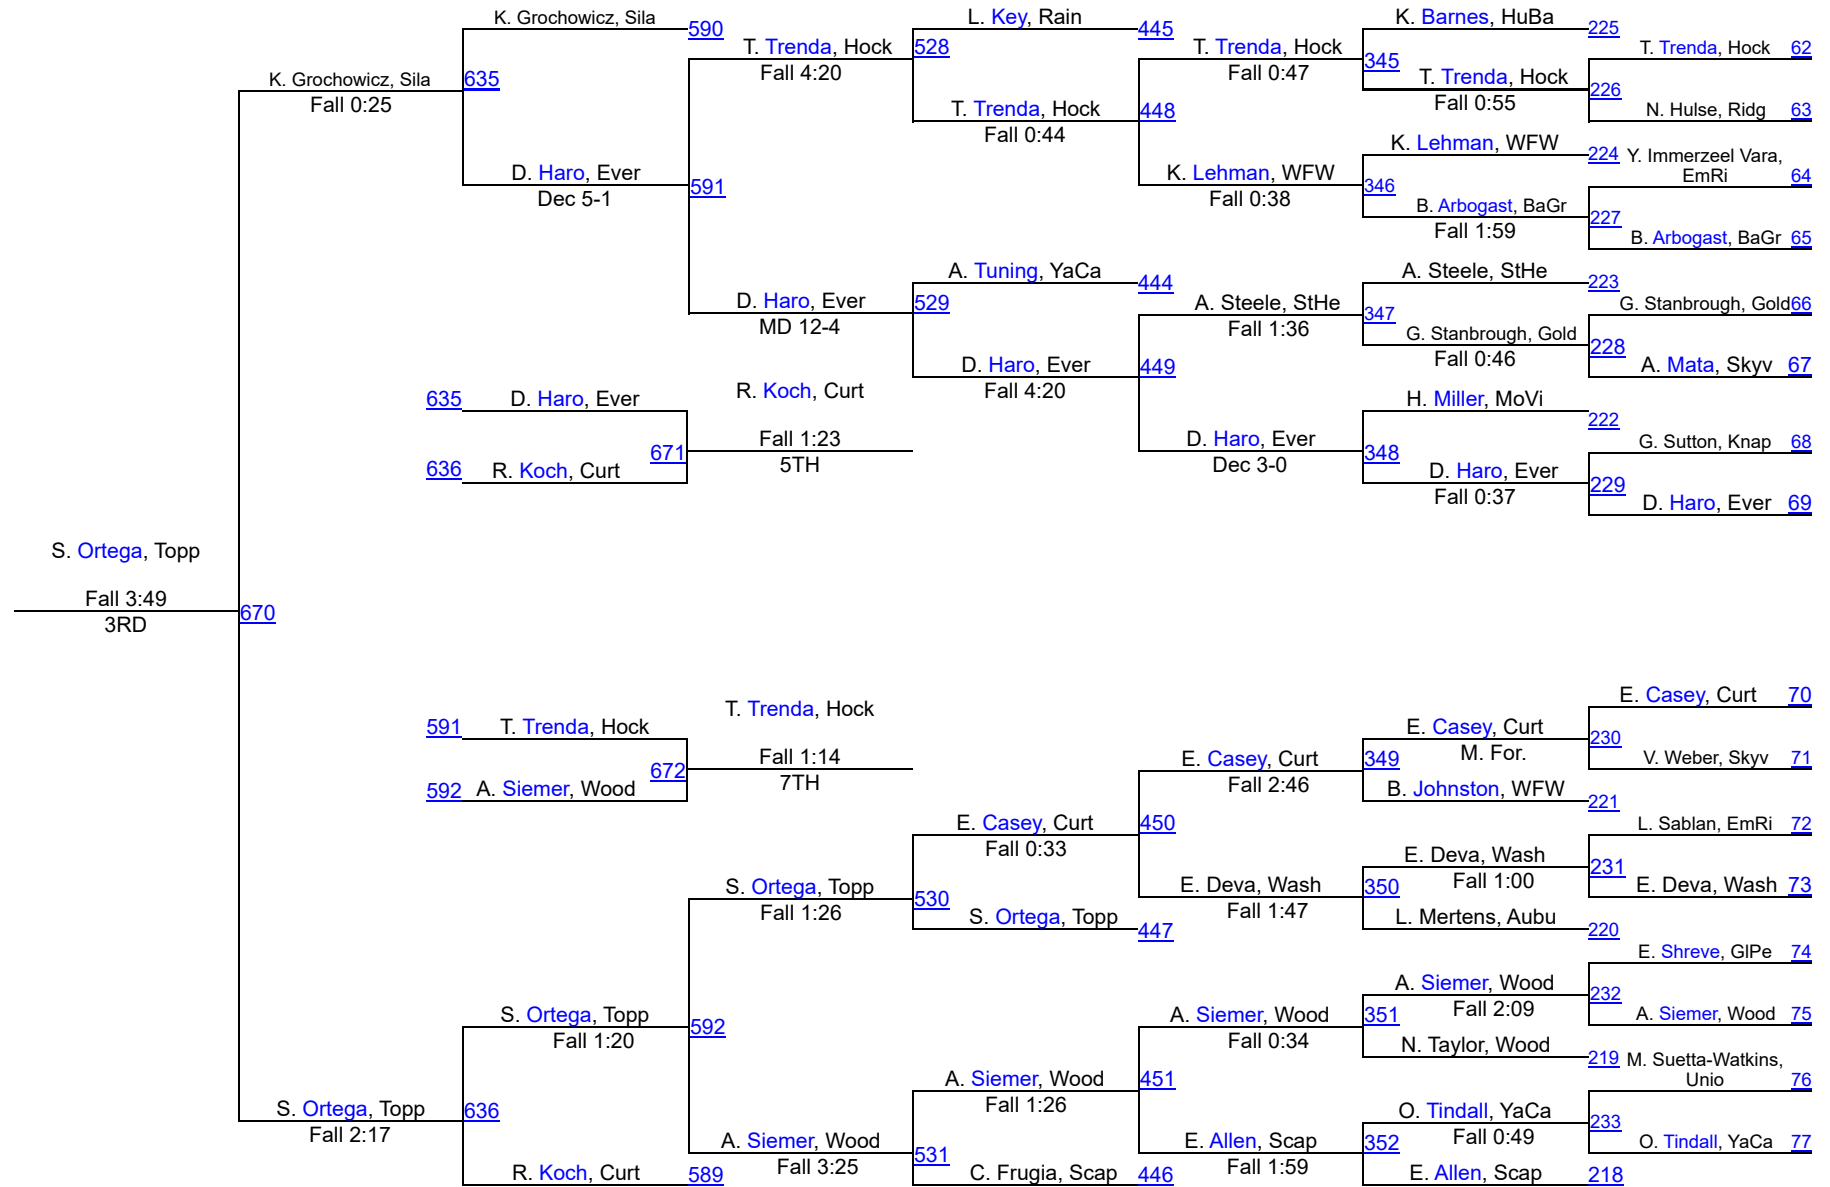 K. Grochowicz, Sila
590
L. Key, Rain
445
K. Barnes, HuBa
225
T. Trenda, Hock
528
T. Trenda, Hock
345
T. Trenda, Hock 62
Fall 4:20
Fall 0:47
K. Grochowicz, Sila
635
T. Trenda, Hock
226
Fall 0:25
Fall 0:55
T. Trenda, Hock
448
N. Hulse, Ridg 63
Fall 0:44
K. Lehman, WFW
224
Y. Immerzeel Vara,
EmRi 64
D. Haro, Ever
591
K. Lehman, WFW
346
Dec 5-1
Fall 0:38
B. Arbogast, BaGr
227
Fall 1:59
B. Arbogast, BaGr 65
A. Tuning, YaCa
444
A. Steele, StHe
223
D. Haro, Ever
529
A. Steele, StHe
347
G. Stanbrough, Gold 66
MD 12-4
Fall 1:36
G. Stanbrough, Gold
228
Fall 0:46
D. Haro, Ever
449
A. Mata, Skyv 67
Fall 4:20
R. Koch, Curt
635
D. Haro, Ever
H. Miller, MoVi
222
671
Fall 1:23
D. Haro, Ever
348
G. Sutton, Knap 68
5TH
Dec 3-0
636
R. Koch, Curt
D. Haro, Ever
229
Fall 0:37
D. Haro, Ever 69
S. Ortega, Topp
Fall 3:49
670
3RD
E. Casey, Curt 70
T. Trenda, Hock
591
T. Trenda, Hock
E. Casey, Curt
230
M. For.
672
Fall 1:14
E. Casey, Curt
349
V. Weber, Skyv 71
7TH
Fall 2:46
592
A. Siemer, Wood
B. Johnston, WFW
221
E. Casey, Curt
450
L. Sablan, EmRi 72
Fall 0:33
E. Deva, Wash
231
Fall 1:00
S. Ortega, Topp
530
E. Deva, Wash
350
E. Deva, Wash 73
Fall 1:26
Fall 1:47
S. Ortega, Topp
447
L. Mertens, Aubu
220
E. Shreve, GlPe 74
A. Siemer, Wood
232
Fall 2:09
S. Ortega, Topp
592
A. Siemer, Wood
351
A. Siemer, Wood 75
Fall 1:20
Fall 0:34
N. Taylor, Wood
219
M. Suetta-Watkins,
Unio 76
A. Siemer, Wood
451
Fall 1:26
S. Ortega, Topp
636
O. Tindall, YaCa
233
Fall 2:17
Fall 0:49
A. Siemer, Wood
531
E. Allen, Scap
352
O. Tindall, YaCa 77
Fall 3:25
Fall 1:59
R. Koch, Curt
589
C. Frugia, Scap
446
E. Allen, Scap
218